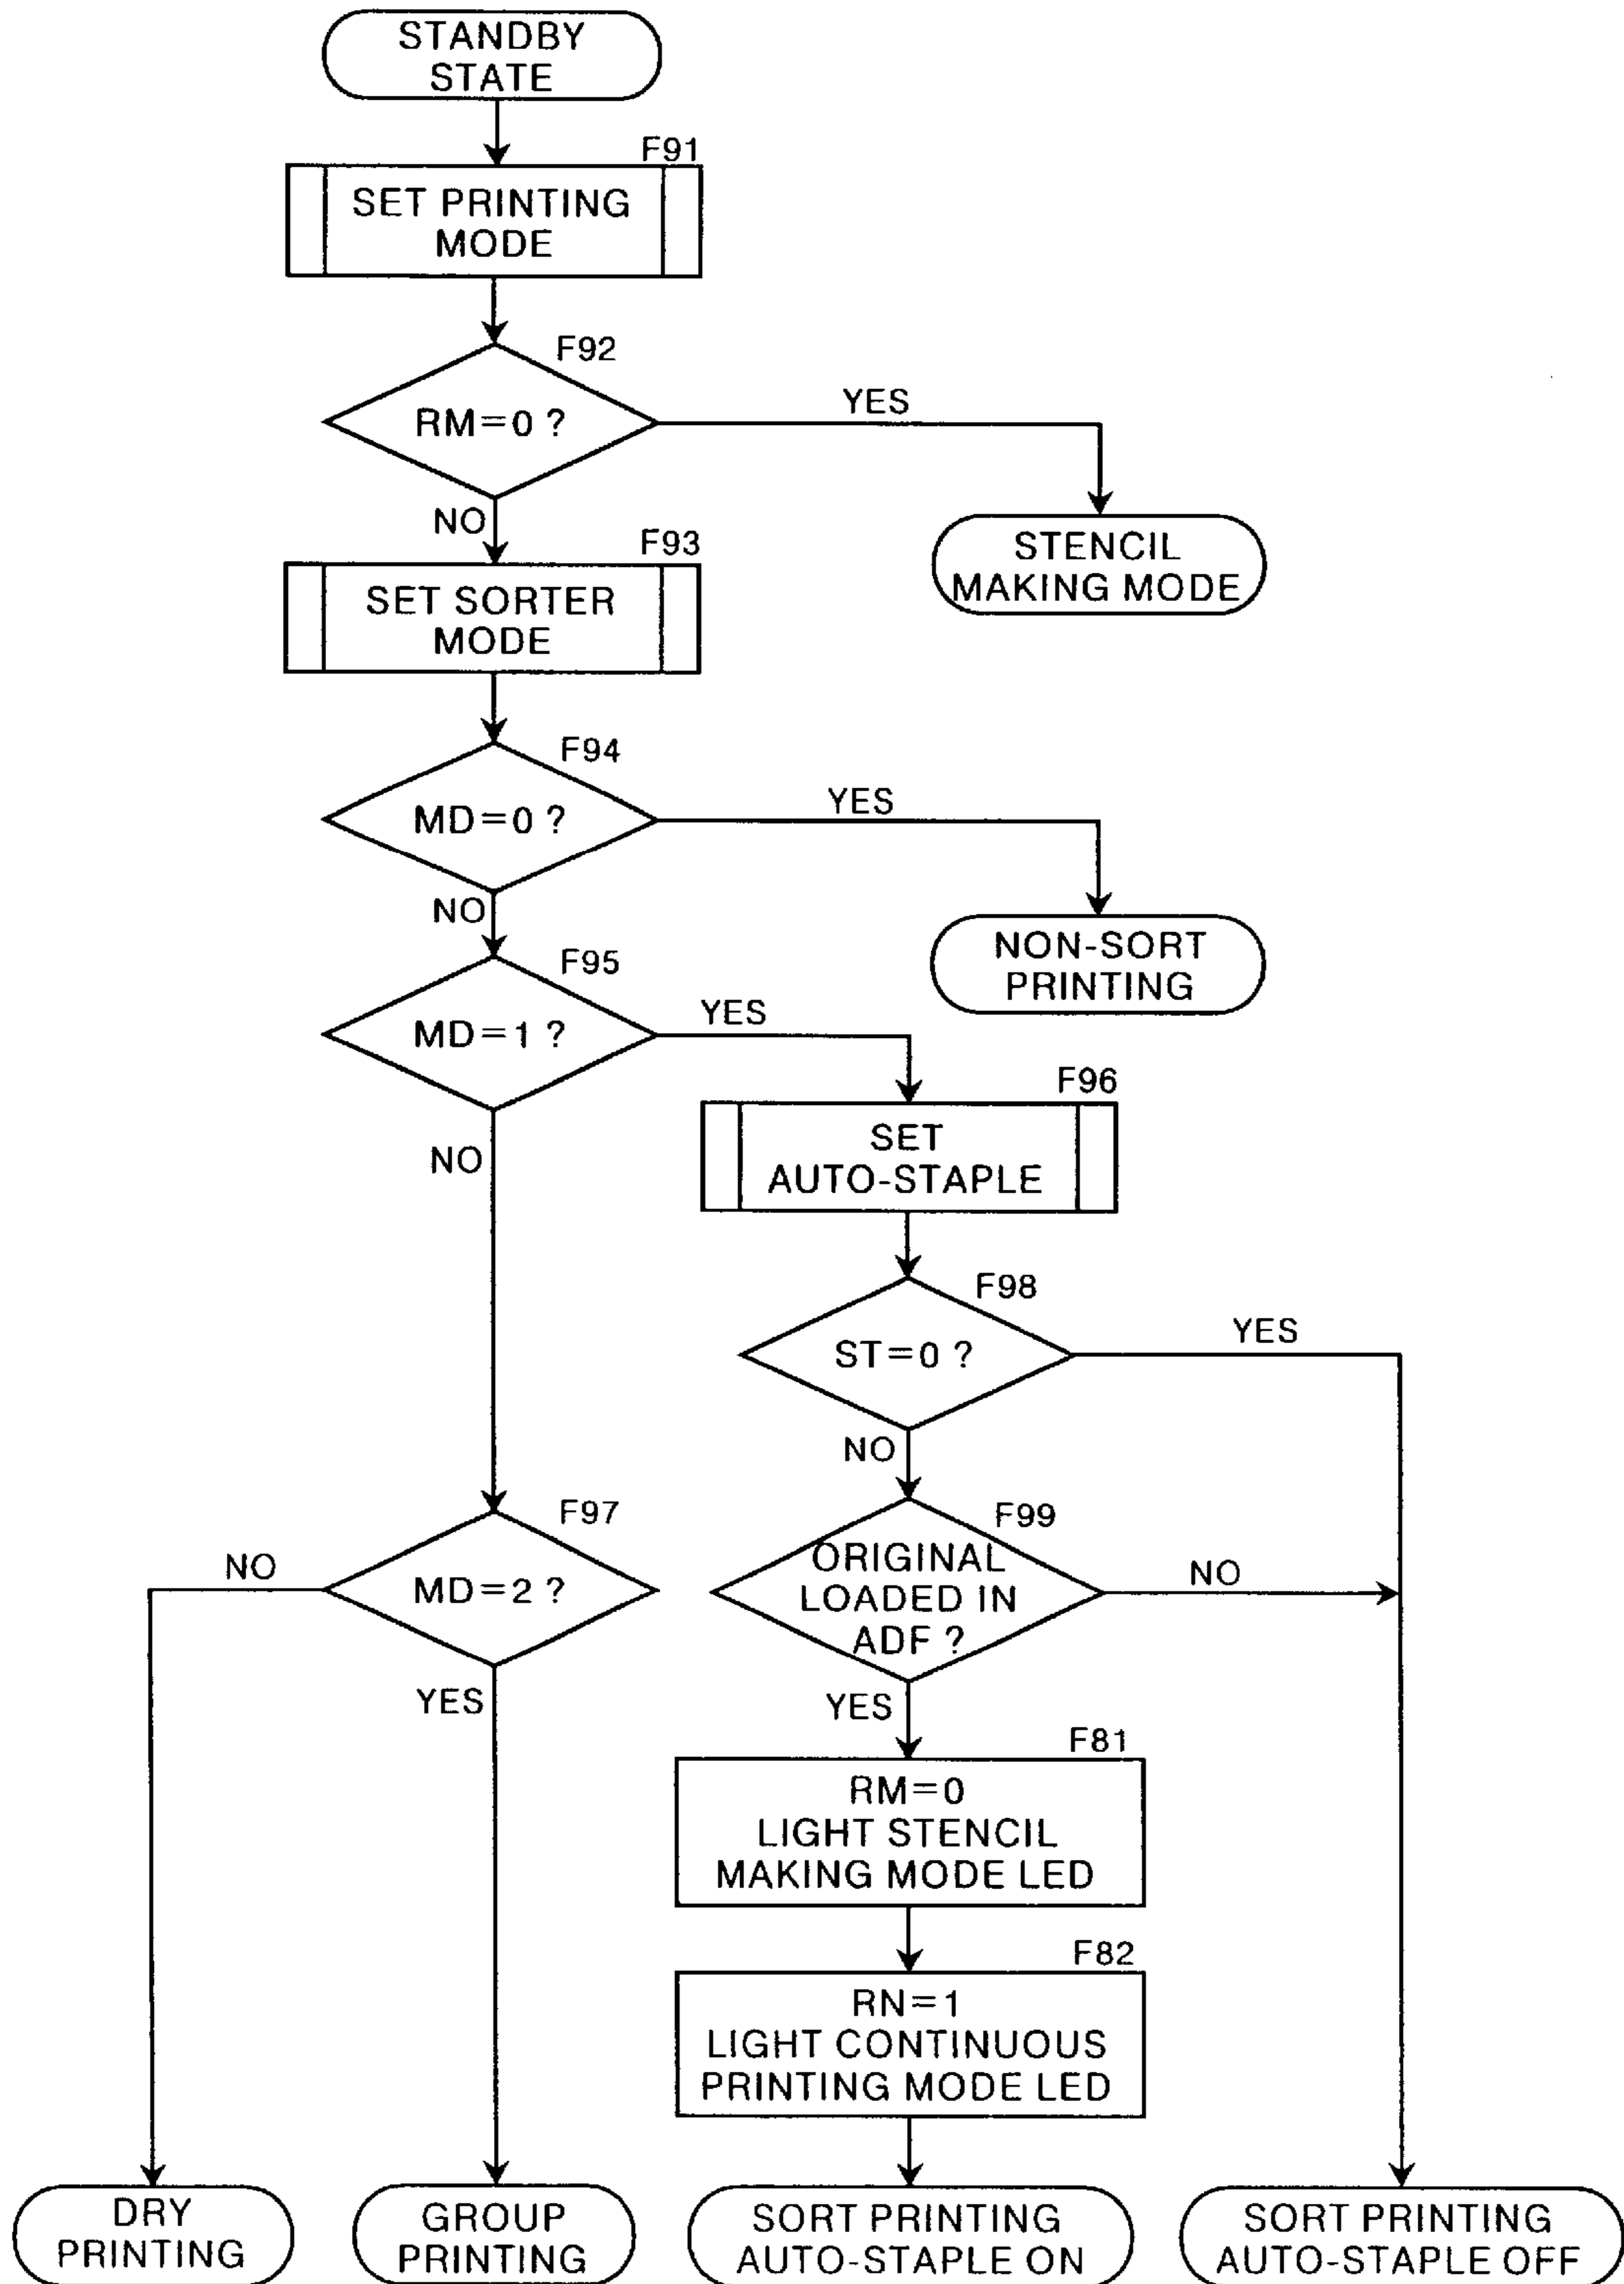 STANDBY
STATE
F91
SET PRINTING
MODE
F92
RM=0 ?
YES
NO
STENCIL
MAKING MODE
F93
SET SORTER
MODE
F94
MD=0 ?
YES
NO
NON-SORT
PRINTING
F95
MD=1 ?
YES
NO
F96
SET
AUTO-STAPLE
F98
ST=0 ?
YES
NO
F97
MD=2 ?
NO
YES
F99
ORIGINAL
LOADED IN
ADF ?
NO
YES
F81
RM=0
LIGHT STENCIL
MAKING MODE LED
F82
RN=1
LIGHT CONTINUOUS
PRINTING MODE LED
DRY
PRINTING
GROUP
PRINTING
SORT PRINTING
AUTO-STAPLE ON
SORT PRINTING
AUTO-STAPLE OFF